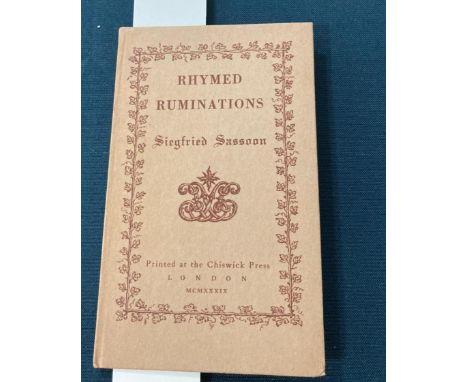 RHYMED
RUMINATIONS
Siegfried Sassoon
Printed at the Chiswick Press
LONDON
MCMXXXIX